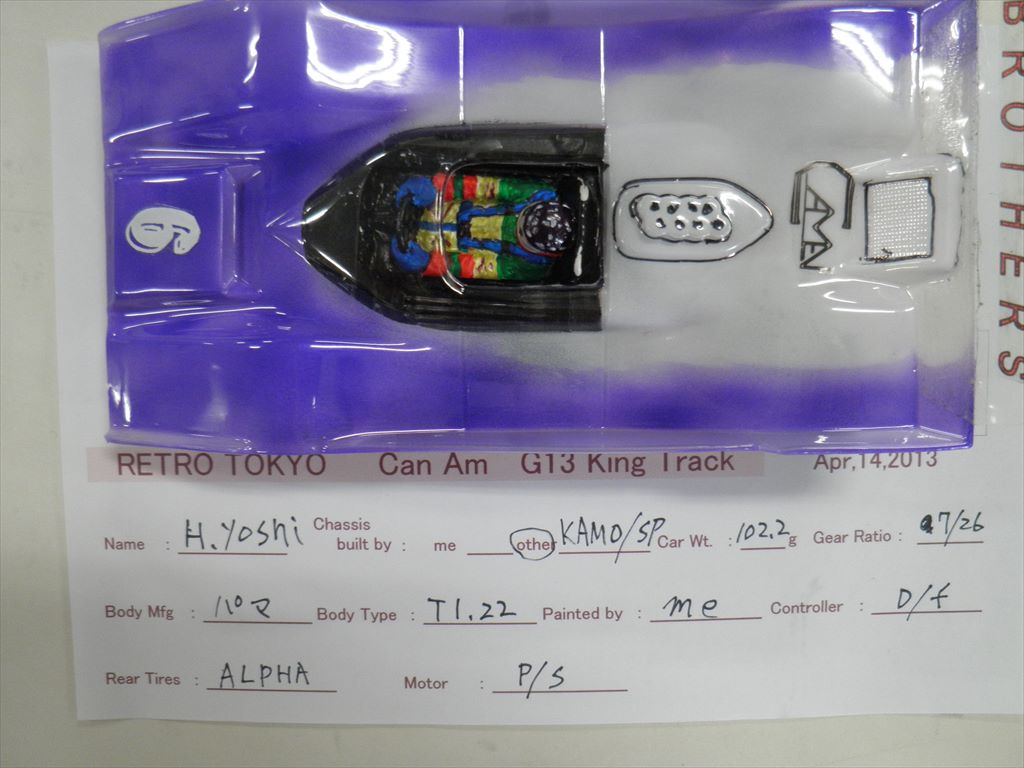 BROTHERS
6
RETRO TOKYO Can Am G13 King Track Apr,14,2013
Name : H.Yoshi Chassis built by : me other KAMO/SP Car Wt. : 102.2 g Gear Ratio : 7/26
Body Mfg : パマ Body Type : T1.22 Painted by : me Controller : D/f
Rear Tires : ALPHA Motor : P/S